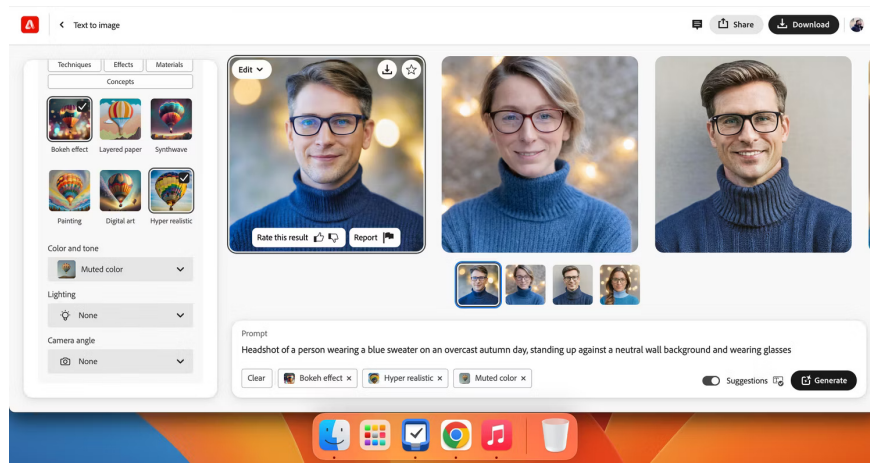 Text to image
Share
Download
Techniques
Effects
Materials
Concepts
Bokeh effect
Layered paper
Synthwave
Painting
Digital art
Hyper realistic
Color and tone
Muted color
Lighting
None
Camera angle
None
Edit
Rate this result
Report
Prompt
Headshot of a person wearing a blue sweater on an overcast autumn day, standing up against a neutral wall background and wearing glasses
Clear
Bokeh effect ×
Hyper realistic ×
Muted color ×
Suggestions
Generate